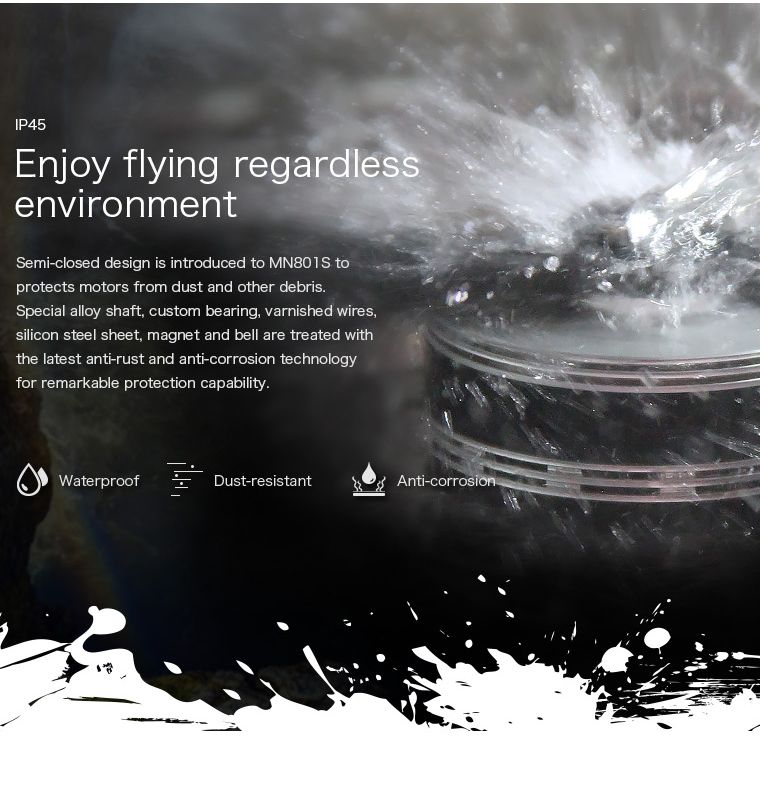 IP45
Enjoy flying regardless
environment
Semi-closed design is introduced to MN801S to
protects motors from dust and other debris.
Special alloy shaft, custom bearing, varnished wires,
silicon steel sheet, magnet and bell are treated with
the latest anti-rust and anti-corrosion technology
for remarkable protection capability.
Waterproof Dust-resistant Anti-corrosion